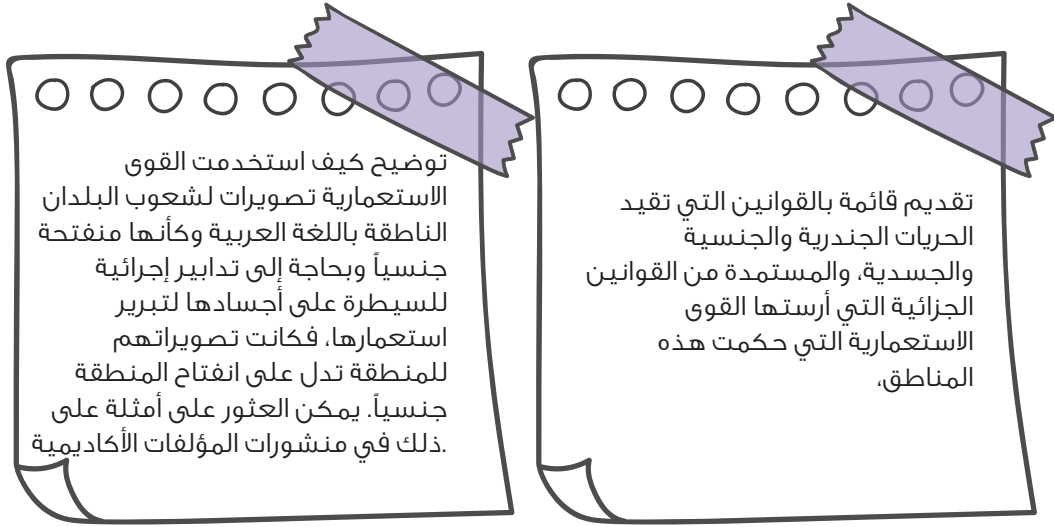 تقديم قائمة بالقوانين التي تقيد
الحريات الجندرية والجنسية
والجسدية، والمستمدة من القوانين
الجزائية التي أرستها القوى
الاستعمارية التي حكمت هذه
المناطق،
توضيح كيف استخدمت القوى
الاستعمارية تصويرات لشعوب البلدان
الناطقة باللغة العربية وكأنها منفتحة
جنسياً وبحاجة إلى تدابير إجرائية
للسيطرة على أجسادها لتبرير
استعمارها، فكانت تصويراتهم
للمنطقة تدل على انفتاح المنطقة
جنسياً. يمكن العثور على أمثلة على
.ذلك في منشورات المؤلفات الأكاديمية